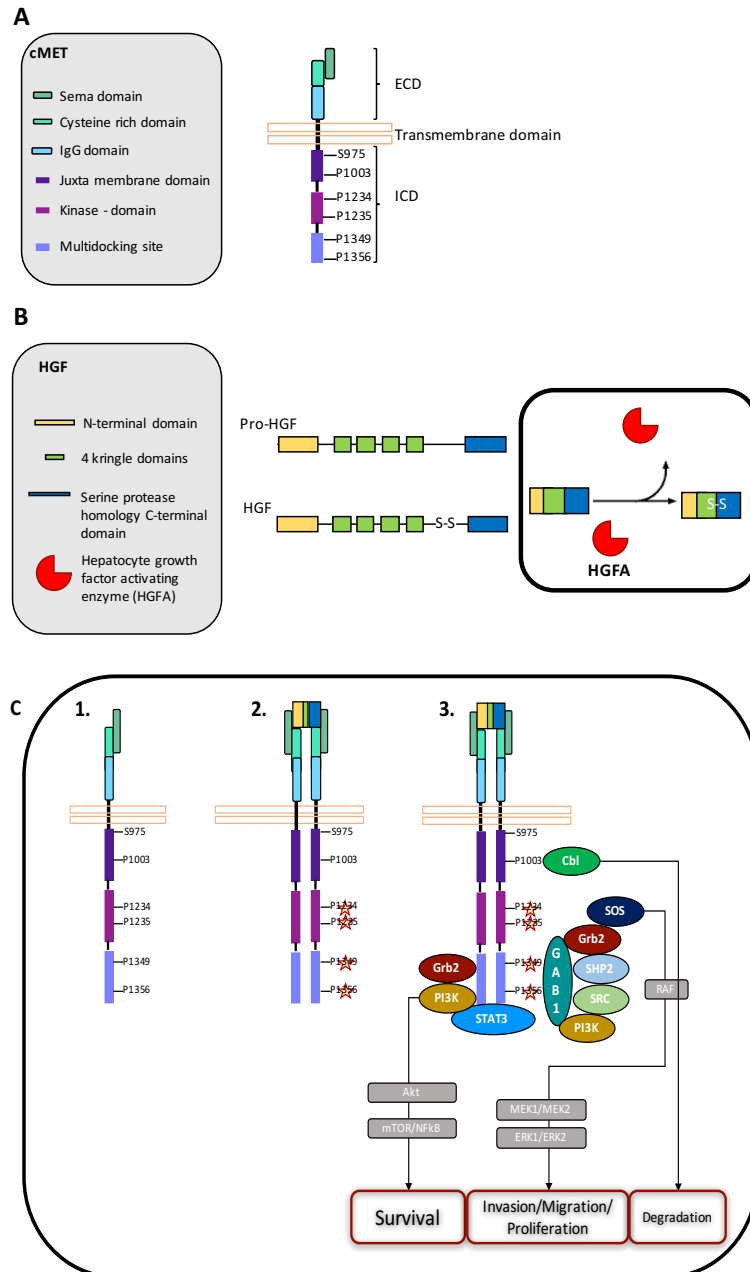 A
cMET
Sema domain
Cysteine rich domain
IgG domain
Juxta membrane domain
Kinase - domain
Multidocking site
ECD
Transmembrane domain
S975
P1003
P1234
ICD
P1235
P1349
P1356
B
HGF
N-terminal domain
4 kringle domains
Serine protease
homology C-terminal
domain
Hepatocyte growth
factor activating
enzyme (HGFA)
Pro-HGF
HGF
S-S
S-S
HGFA
C
1.
2.
3.
S975
P1003
P1234
P1235
P1349
P1356
S975
P1003
P1234
P1235
P1349
P1356
S975
P1003
P1234
P1235
P1349
P1356
Cbl
SOS
Grb2
GAB1
SHP2
SRC
PI3K
RAF
Grb2
PI3K
STAT3
Akt
mTOR/NFkB
MEK1/MEK2
ERK1/ERK2
Survival
Invasion/Migration/
Proliferation
Degradation